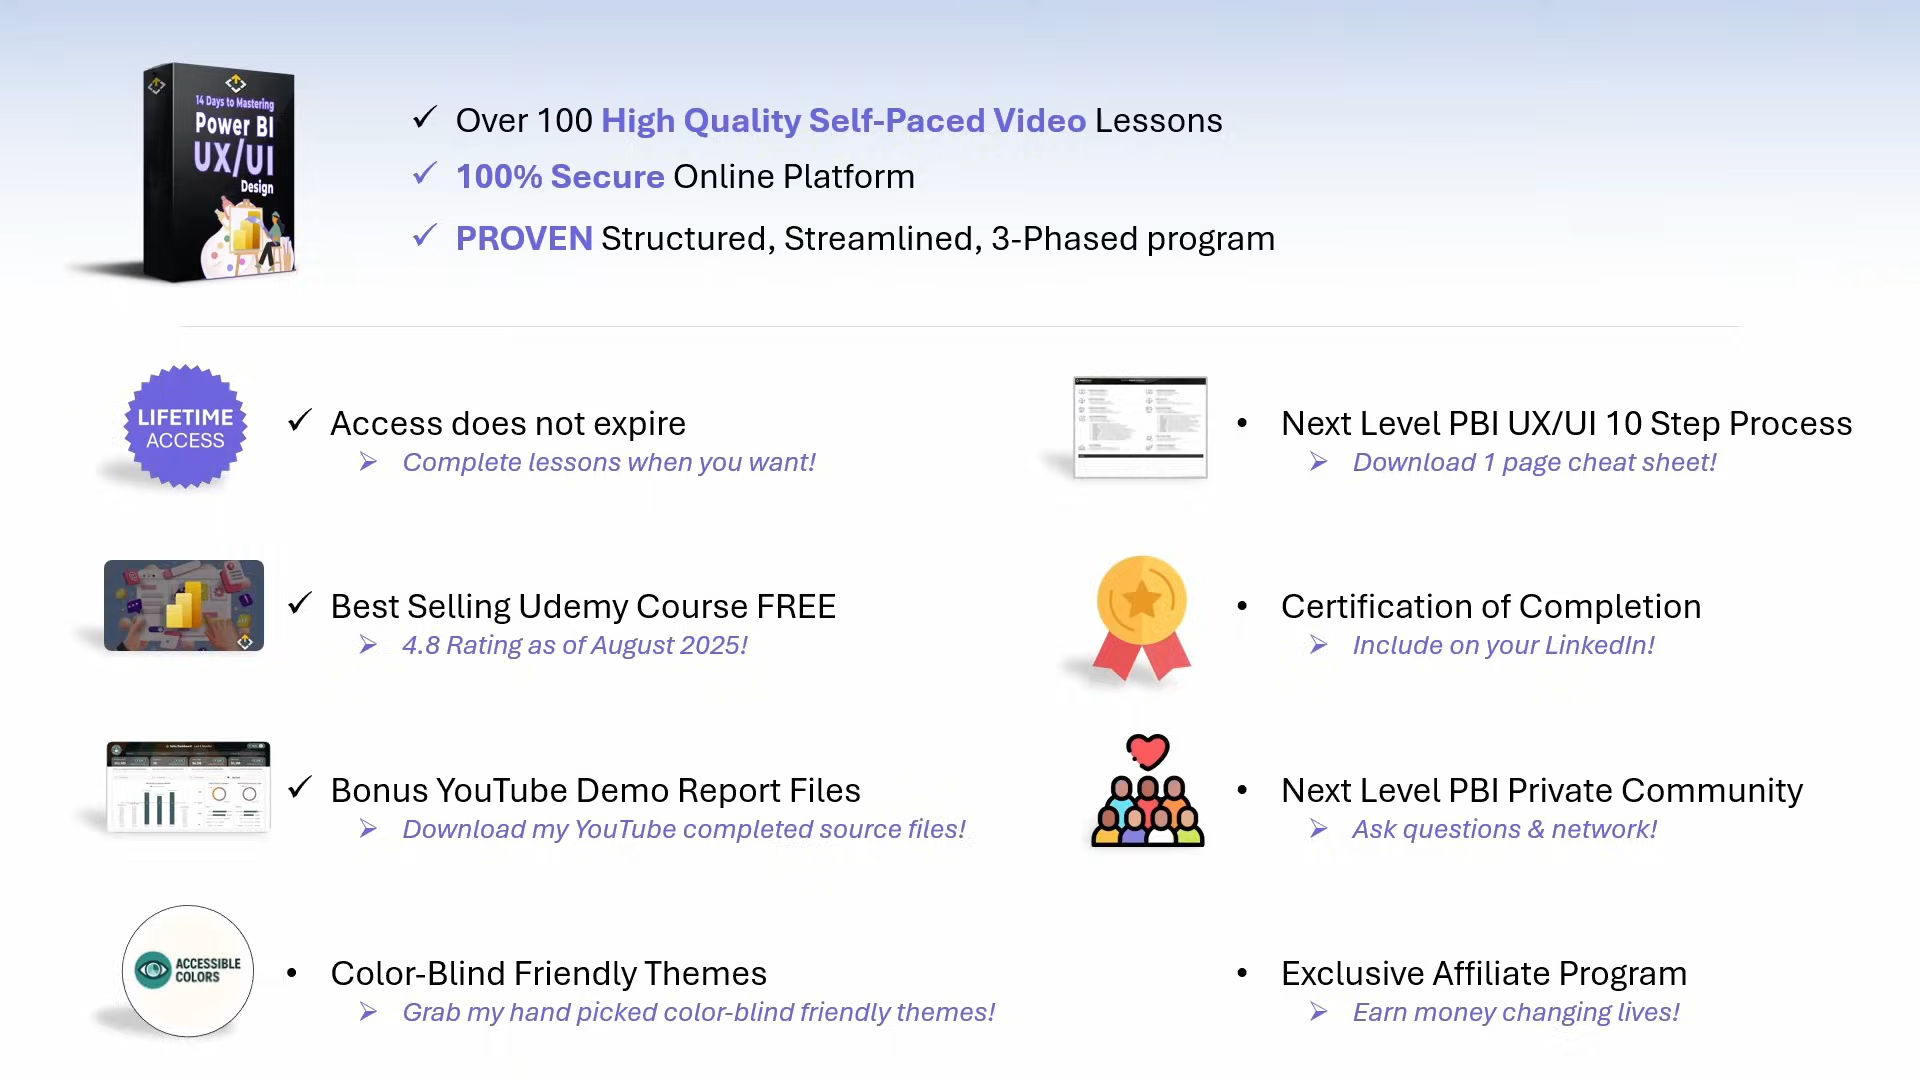 14 Days to Mastering
Power BI
UX/UI
Design
✓ Over 100 High Quality Self-Paced Video Lessons
✓ 100% Secure Online Platform
✓ PROVEN Structured, Streamlined, 3-Phased program
LIFETIME
ACCESS
✓ Access does not expire
➢ Complete lessons when you want!
✓ Best Selling Udemy Course FREE
➢ 4.8 Rating as of August 2025!
✓ Bonus YouTube Demo Report Files
➢ Download my YouTube completed source files!
ACCESSIBLE
COLORS
• Color-Blind Friendly Themes
➢ Grab my hand picked color-blind friendly themes!
• Next Level PBI UX/UI 10 Step Process
➢ Download 1 page cheat sheet!
• Certification of Completion
➢ Include on your LinkedIn!
• Next Level PBI Private Community
➢ Ask questions & network!
• Exclusive Affiliate Program
➢ Earn money changing lives!